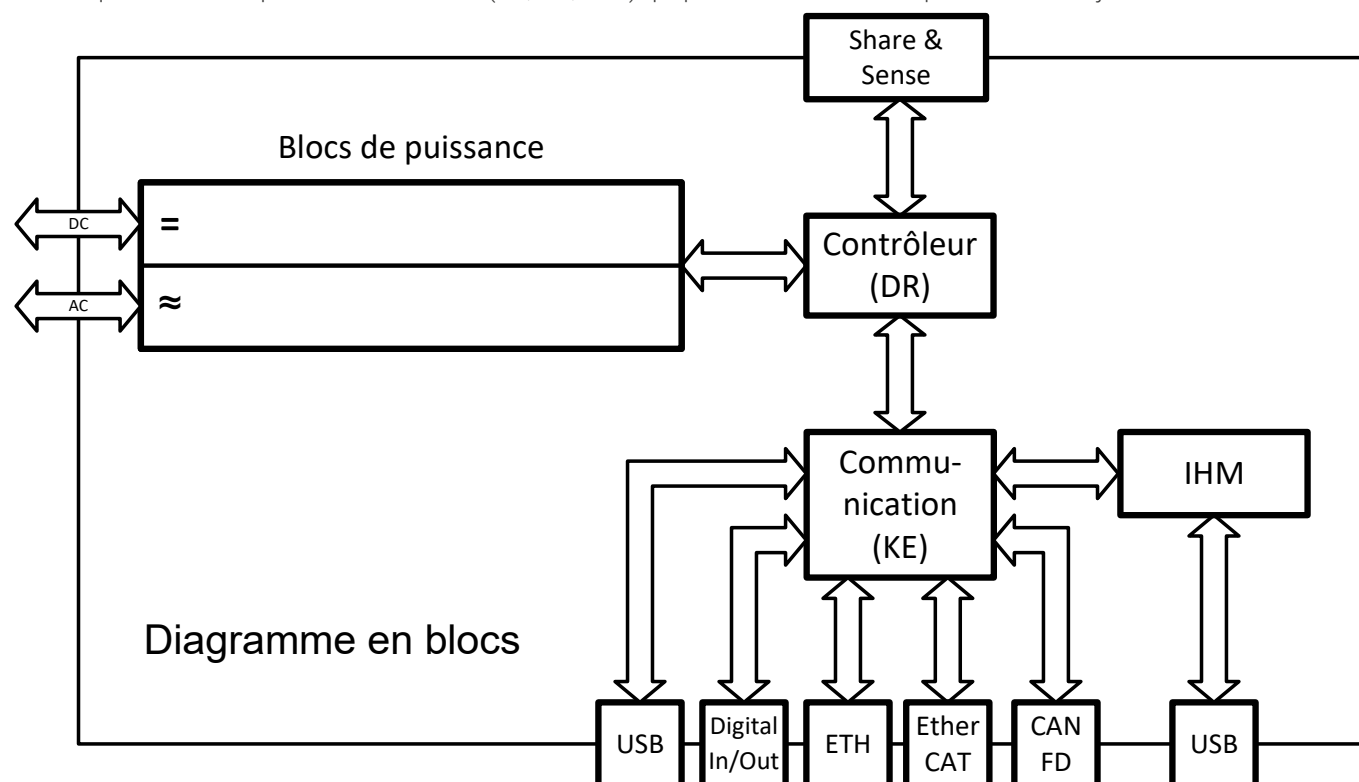 Share &
Sense
Blocs de puissance
DC
=
AC
≈
Contrôleur
(DR)
Commu-
nication
(KE)
IHM
Diagramme en blocs
USB
Digital
In/Out
ETH
Ether
CAT
CAN
FD
USB